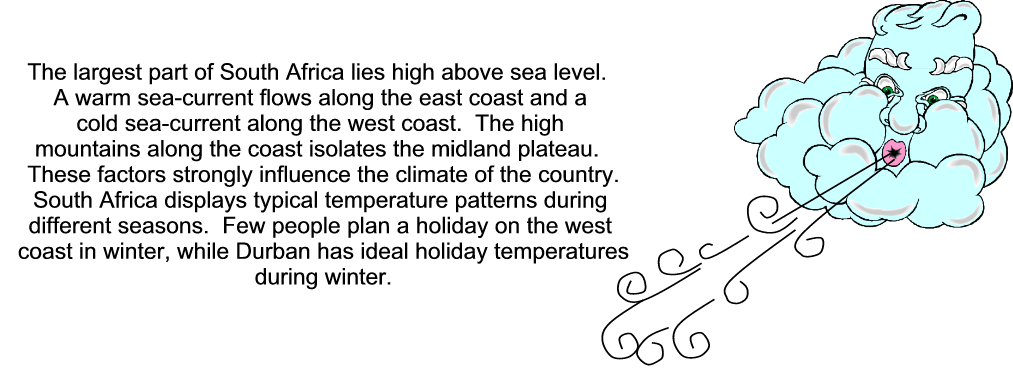 The largest part of South Africa lies high above sea level.
A warm sea-current flows along the east coast and a
cold sea-current along the west coast.  The high
mountains along the coast isolates the midland plateau.
These factors strongly influence the climate of the country.
South Africa displays typical temperature patterns during
different seasons.  Few people plan a holiday on the west
coast in winter, while Durban has ideal holiday temperatures
during winter.